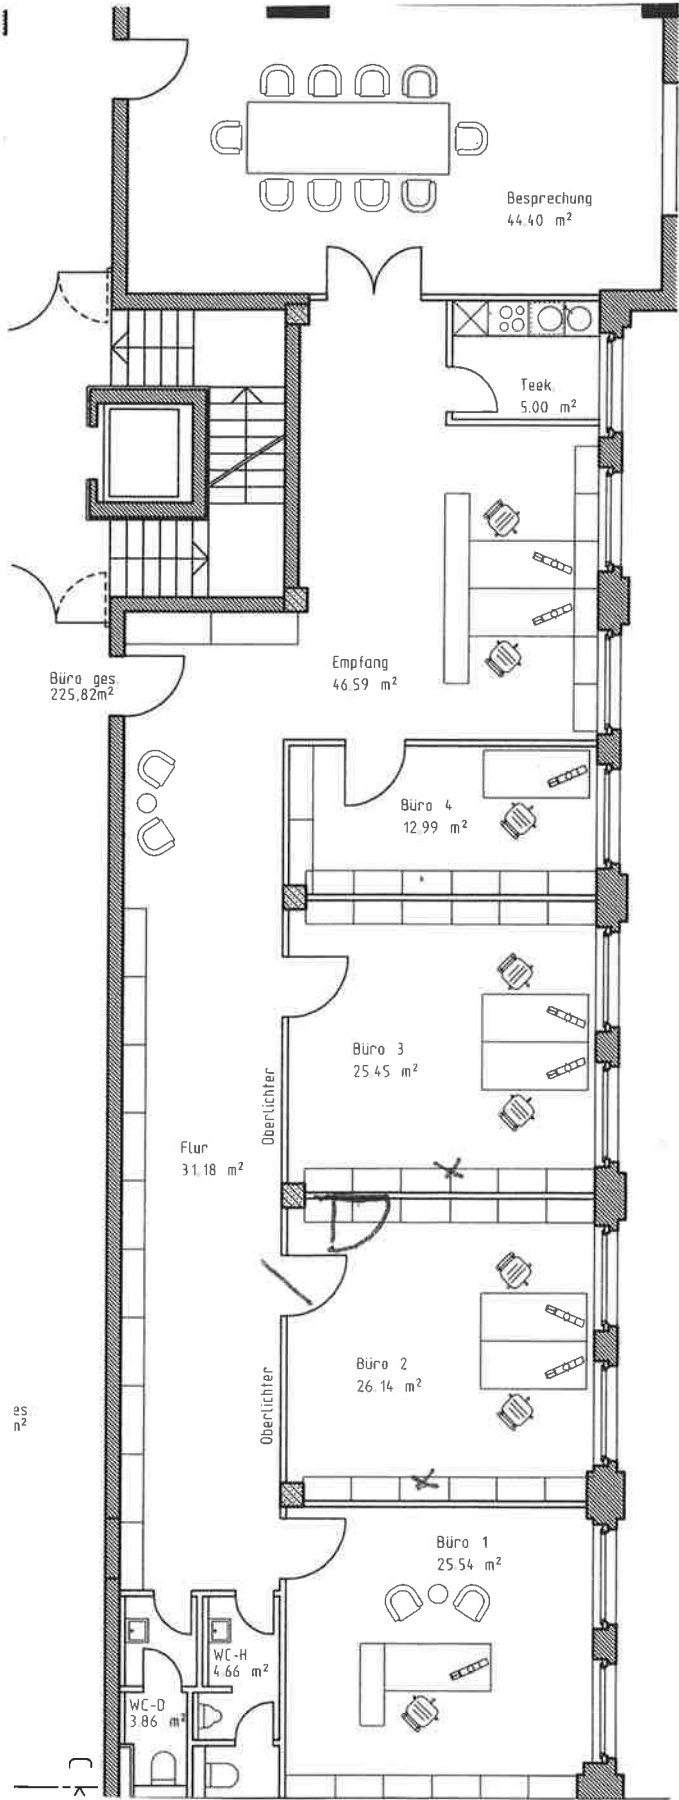 Besprechung
44.40 m²
Teek.
5.00 m²
Empfang
46.59 m²
Büro ges.
225,82m²
Büro 4
12.99 m²
Büro 3
25.45 m²
Oberlichter
Flur
31,18 m²
Büro 2
26.14 m²
Oberlichter
es.
n²
Büro 1
25.54 m²
WC-H
4.66 m²
WC-D
3.86 m²